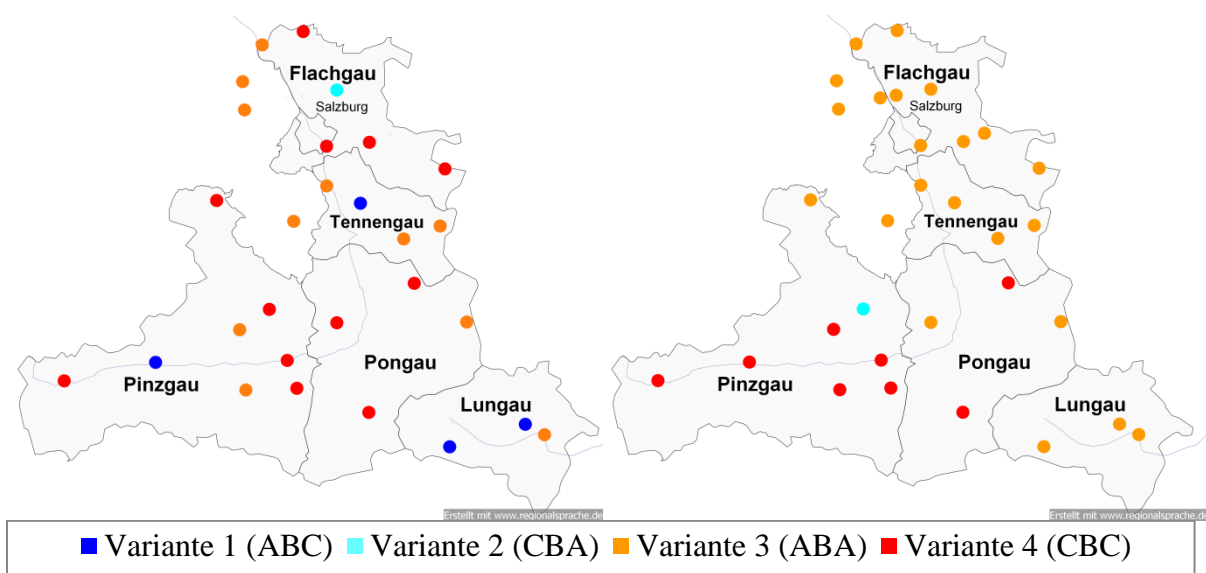 Flachgau
Salzburg
Tennengau
Pongau
Pinzgau
Lungau
Erstellt mit www.regionalsprache.de
Flachgau
Salzburg
Tennengau
Pongau
Pinzgau
Lungau
Erstellt mit www.regionalsprache.de
Variante 1 (ABC) Variante 2 (CBA) Variante 3 (ABA) Variante 4 (CBC)